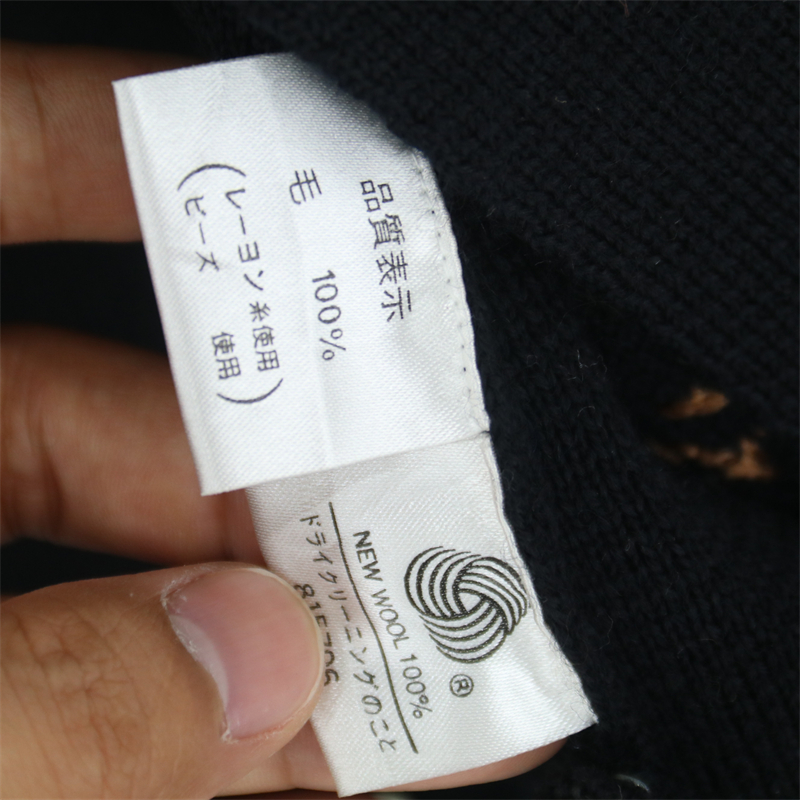 品質表示
毛 100%
(レーヨン糸使用
ビーズ 使用)
®
NEW WOOL 100%
ドライクリーニングのこと